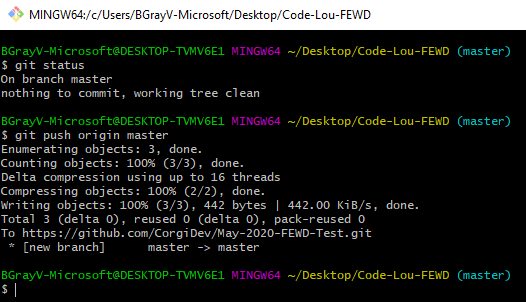 MINGW64:/c/Users/BGrayV-Microsoft/Desktop/Code-Lou-FEWD
BGrayV-Microsoft@DESKTOP-TVMV6E1 MINGW64 ~/Desktop/Code-Lou-FEWD (master)
$ git status
On branch master
nothing to commit, working tree clean
BGrayV-Microsoft@DESKTOP-TVMV6E1 MINGW64 ~/Desktop/Code-Lou-FEWD (master)
$ git push origin master
Enumerating objects: 3, done.
Counting objects: 100% (3/3), done.
Delta compression using up to 16 threads
Compressing objects: 100% (2/2), done.
Writing objects: 100% (3/3), 442 bytes | 442.00 KiB/s, done.
Total 3 (delta 0), reused 0 (delta 0), pack-reused 0
To https://github.com/CorgiDev/May-2020-FEWD-Test.git
 * [new branch]      master -> master
BGrayV-Microsoft@DESKTOP-TVMV6E1 MINGW64 ~/Desktop/Code-Lou-FEWD (master)
$